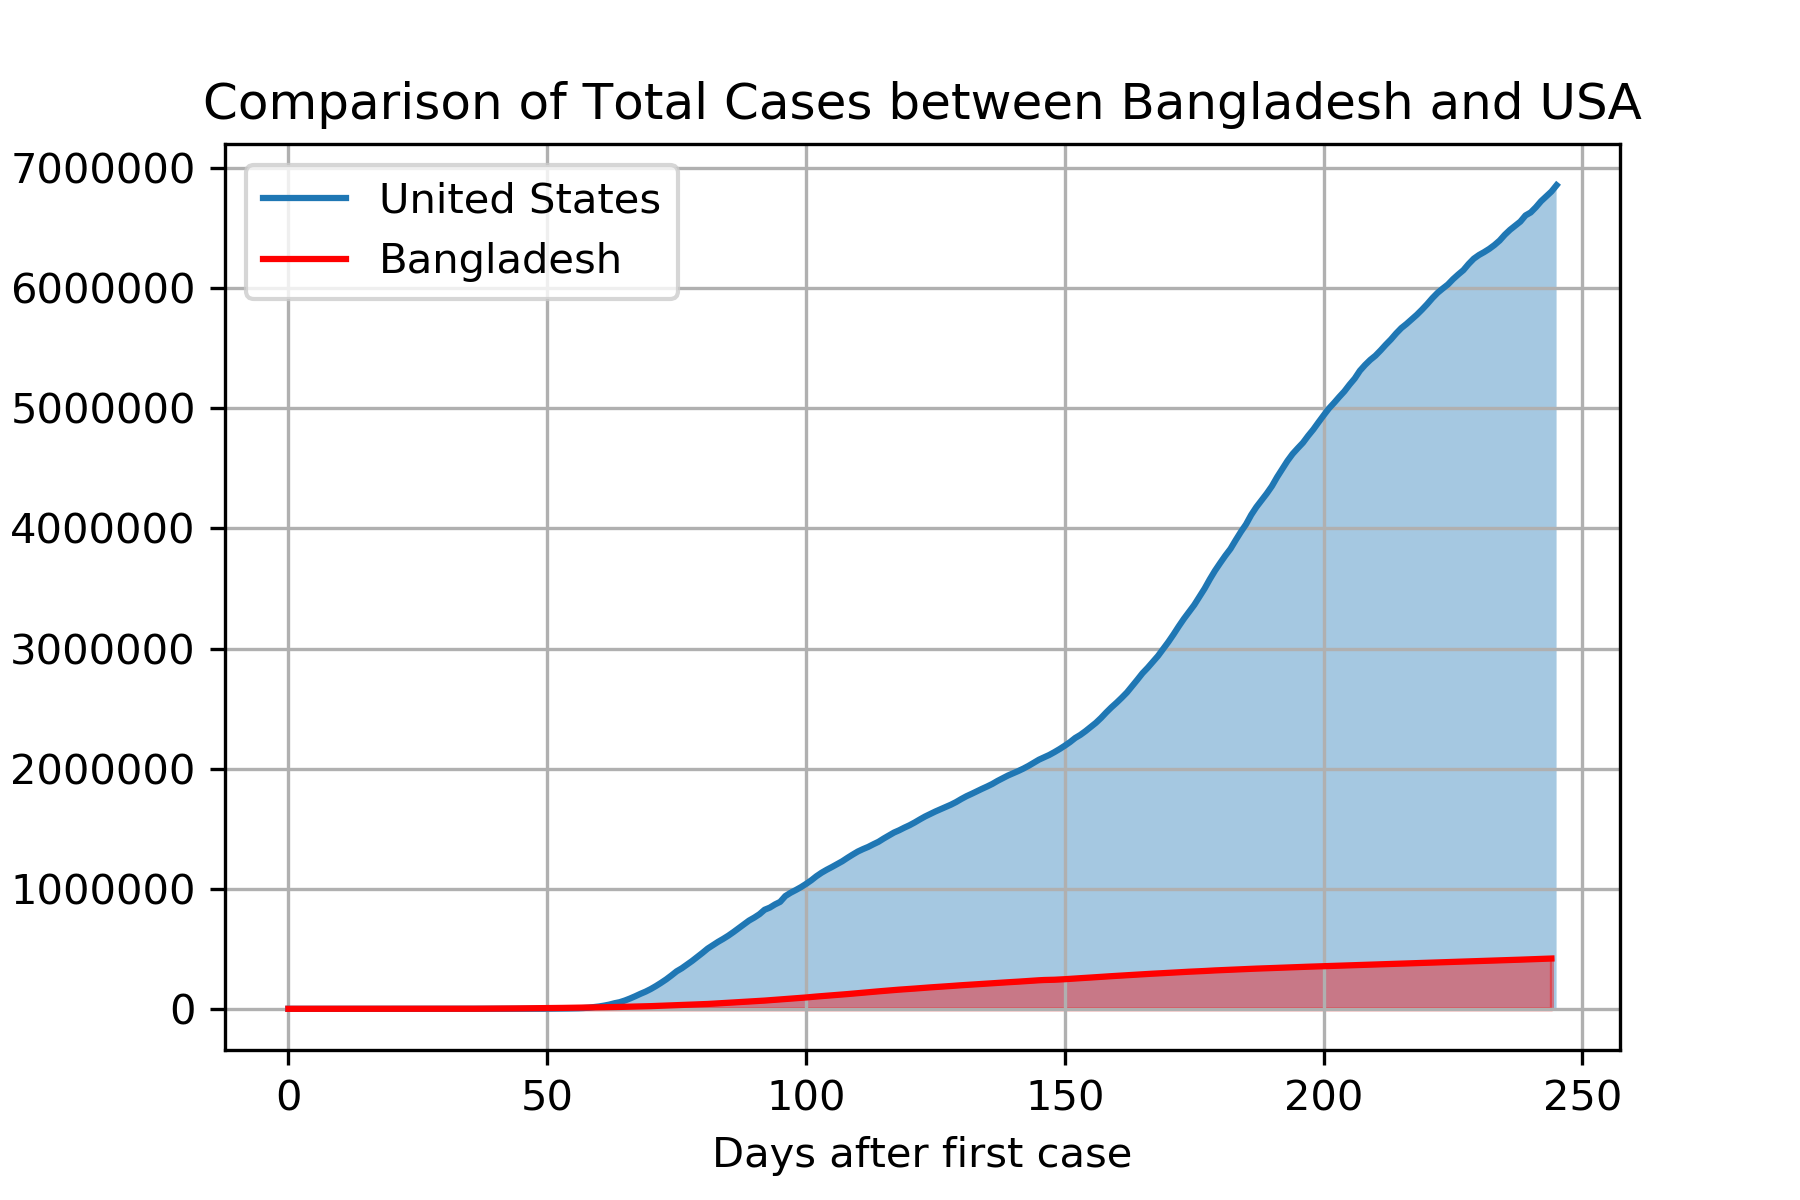 Comparison of Total Cases between Bangladesh and USA
7000000
6000000
5000000
4000000
3000000
2000000
1000000
0
United States
Bangladesh
0 50 100 150 200 250
Days after first case